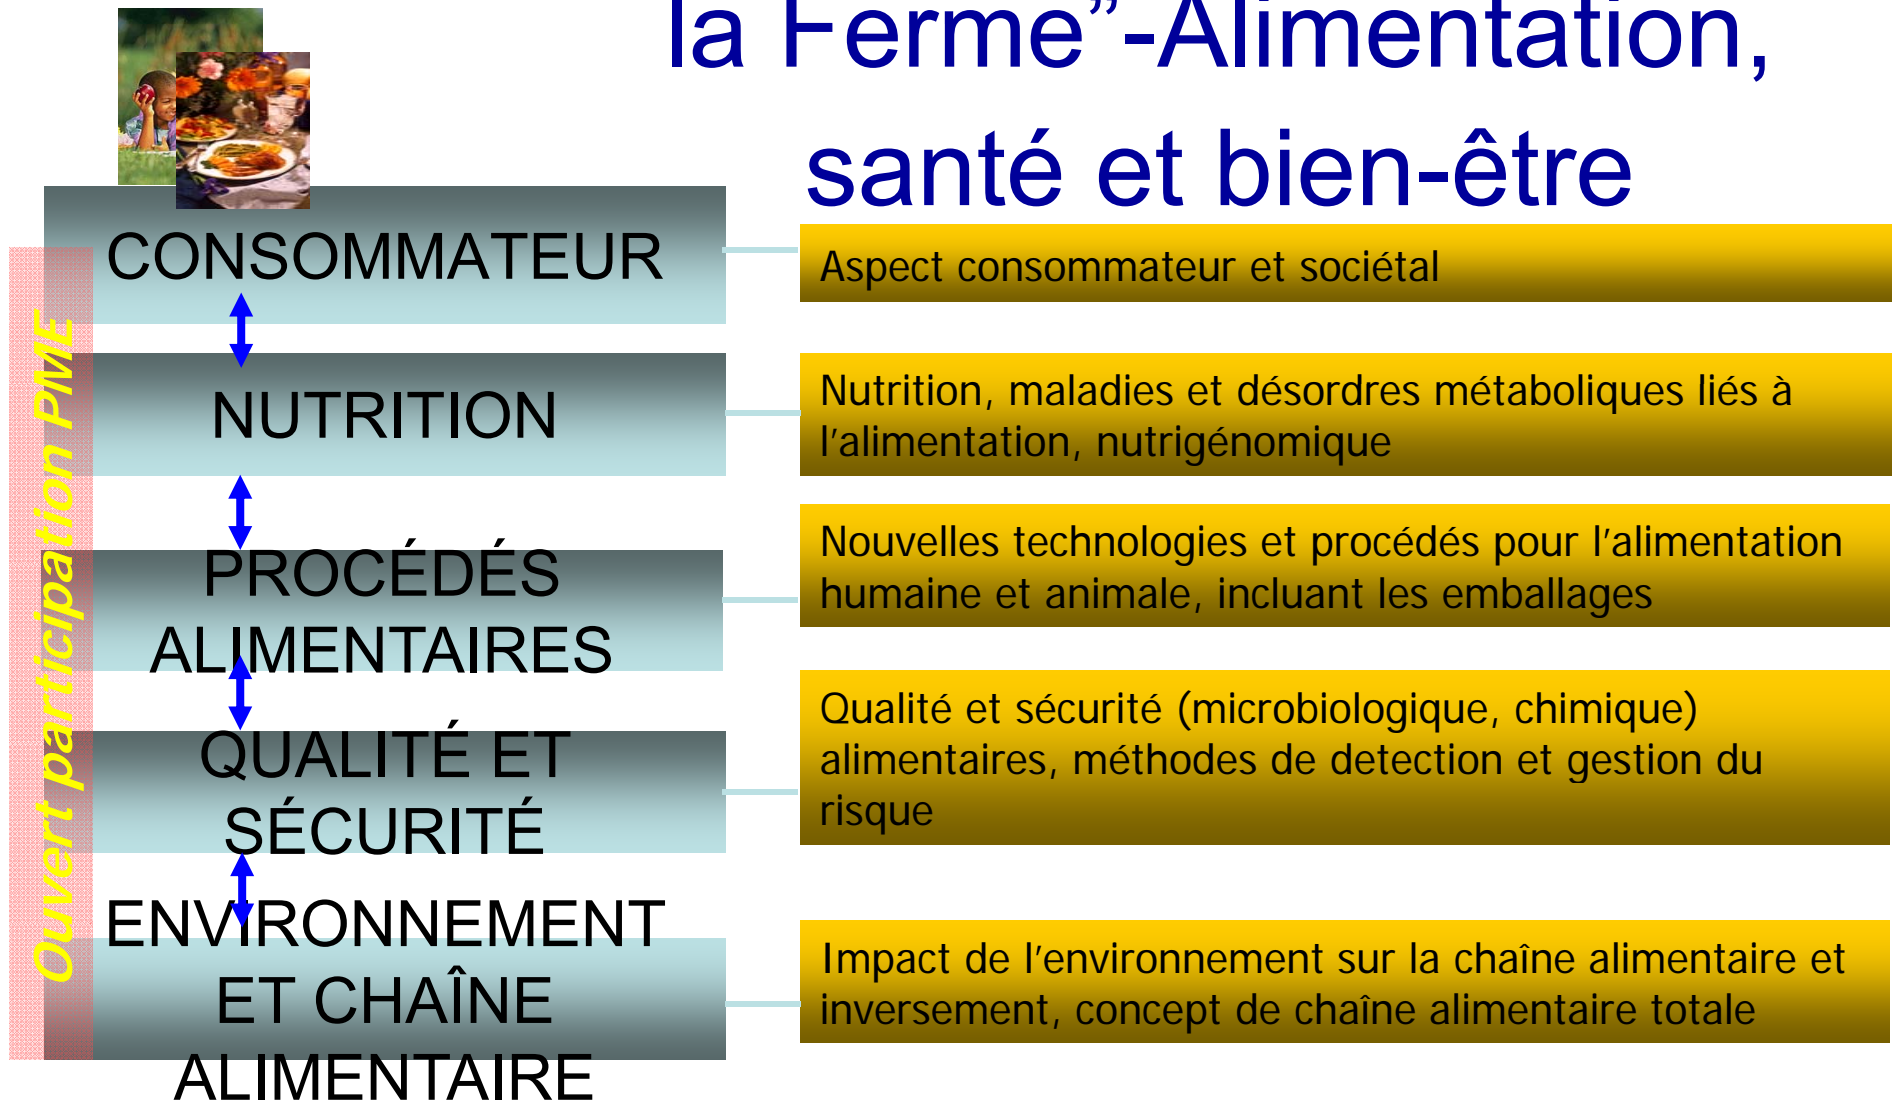 la Ferme”-Alimentation,
santé et bien-être
CONSOMMATEUR
Aspect consommateur et sociétal
NUTRITION
Nutrition, maladies et désordres métaboliques liés à
l’alimentation, nutrigénomique
PROCÉDÉS
ALIMENTAIRES
Nouvelles technologies et procédés pour l’alimentation
humaine et animale, incluant les emballages
QUALITÉ ET
SÉCURITÉ
Qualité et sécurité (microbiologique, chimique)
alimentaires, méthodes de detection et gestion du
risque
ENVIRONNEMENT
ET CHAÎNE
ALIMENTAIRE
Impact de l’environnement sur la chaîne alimentaire et
inversement, concept de chaîne alimentaire totale
Ouvert participation PME